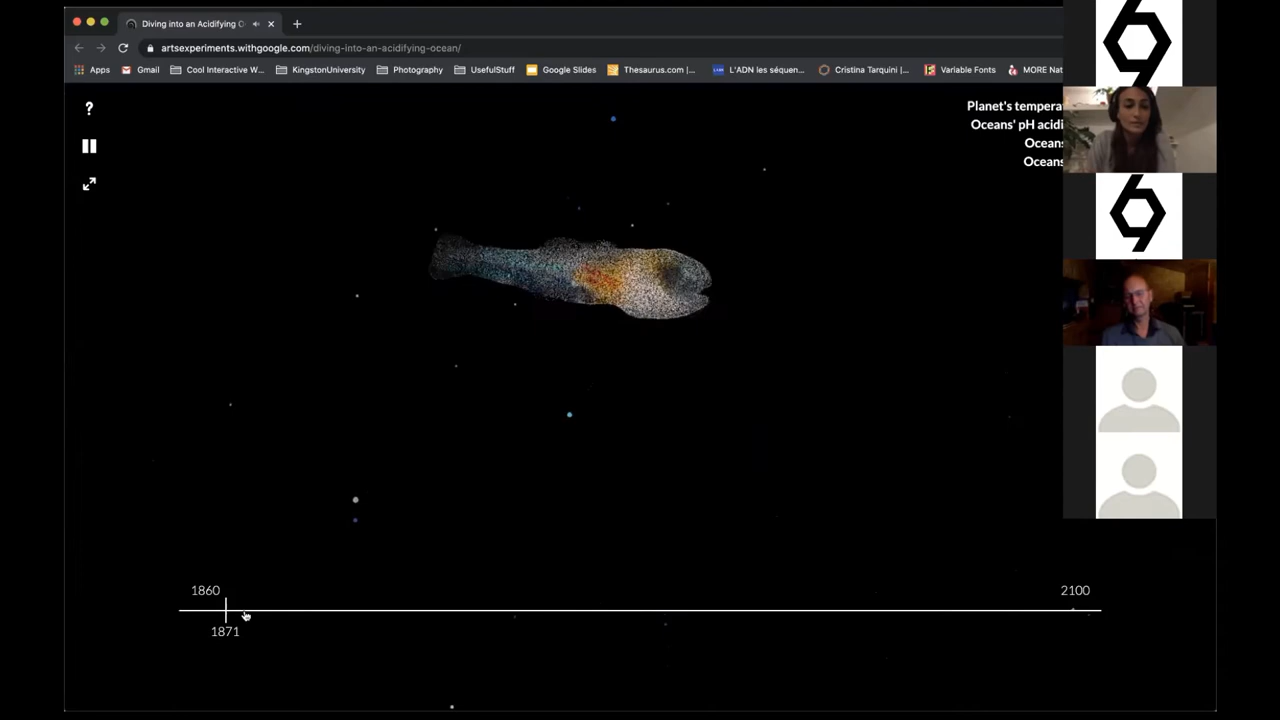 Diving into an Acidifying O
artsexperiments.withgoogle.com/diving-into-an-acidifying-ocean/
Apps Gmail Cool Interactive W... KingstonUniversity Photography UsefulStuff Google Slides Thesaurus.com |... L'ADN les séquen... Cristina Tarquini |... Variable Fonts MORE Nat
?
Planet's tempera
Oceans' pH acidi
Oceans
Oceans
1860
2100
1871